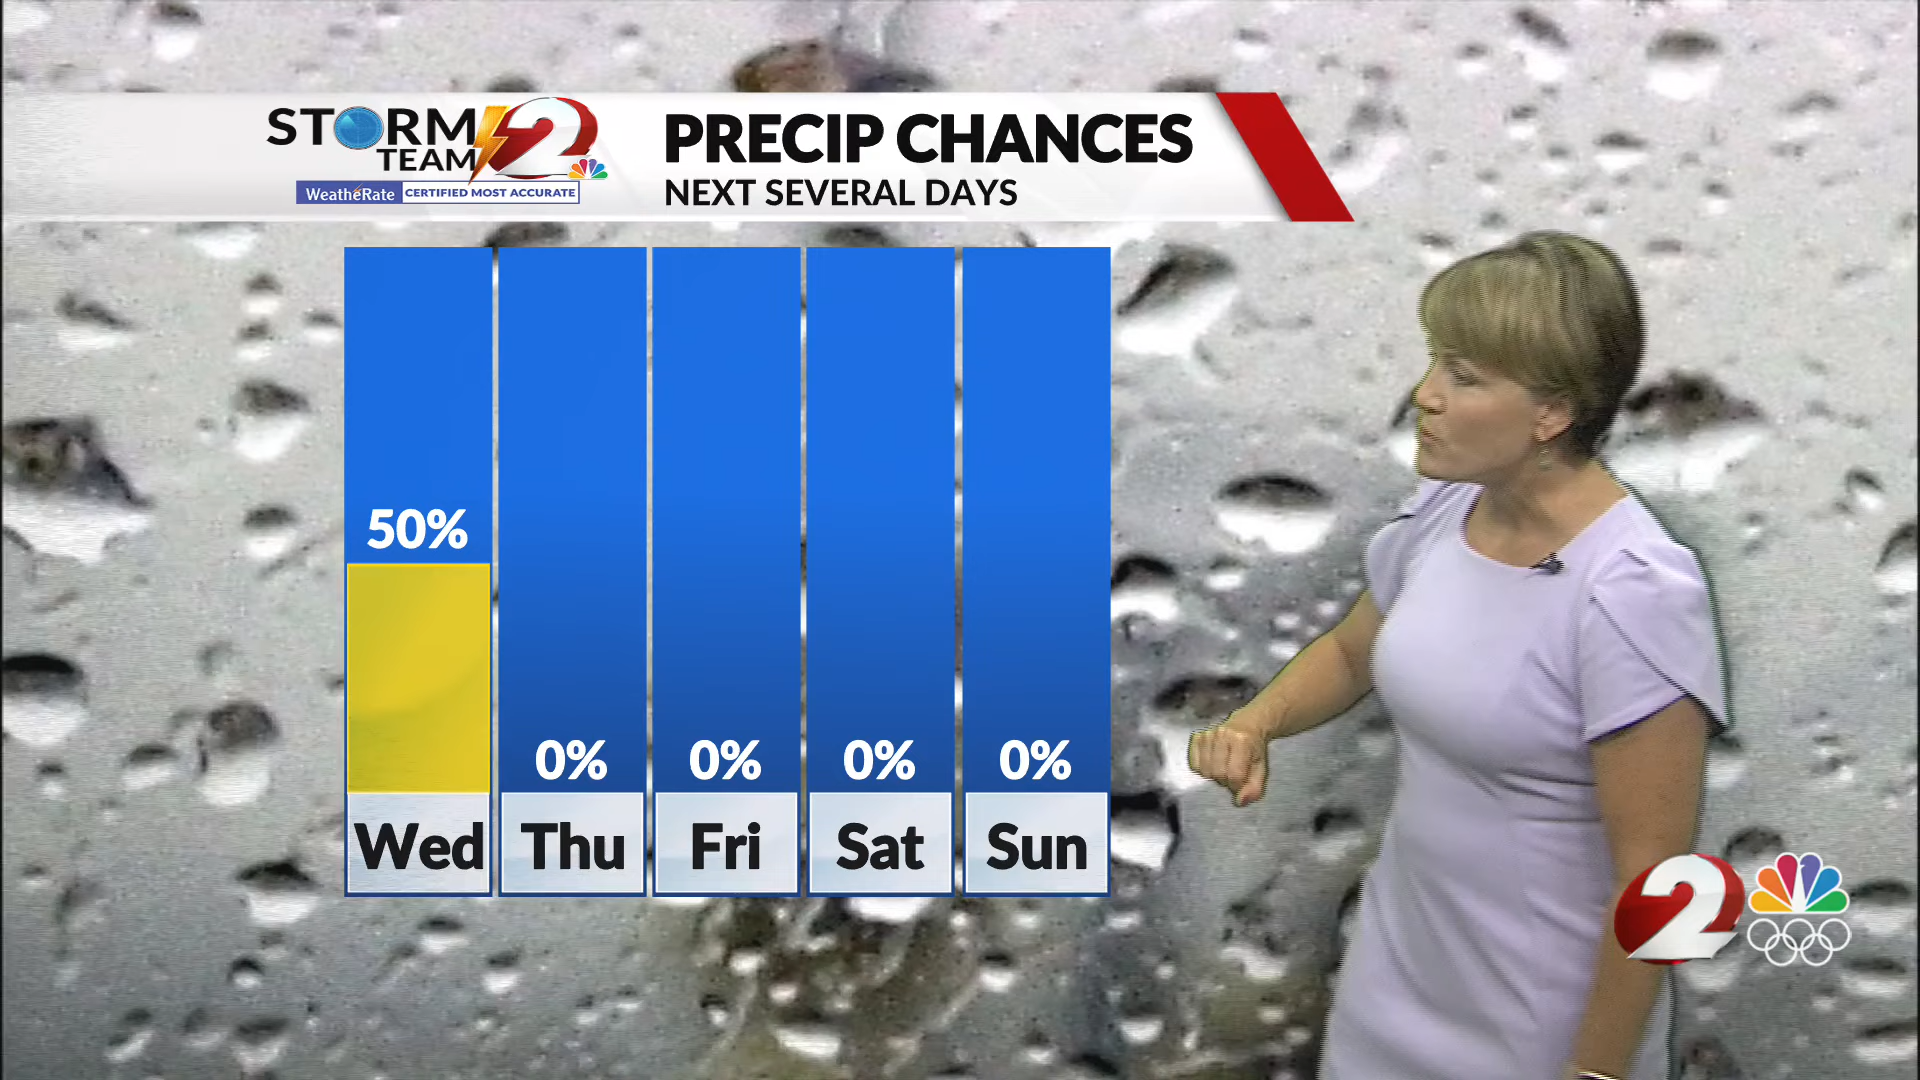 STORM
TEAM 2
WeatheRate CERTIFIED MOST ACCURATE
PRECIP CHANCES
NEXT SEVERAL DAYS
50%
0%
0%
0%
0%
Wed
Thu
Fri
Sat
Sun
2